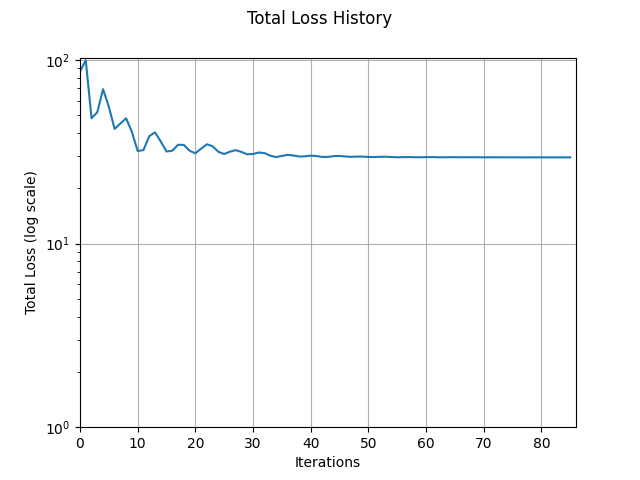 Total Loss History
Total Loss (log scale)
10²
10¹
10⁰
0 10 20 30 40 50 60 70 80
Iterations